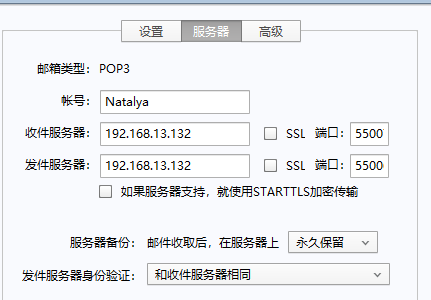 设置 服务器 高级
邮箱类型: POP3
帐号: Natalya
收件服务器: 192.168.13.132 SSL 端口: 5500
发件服务器: 192.168.13.132 SSL 端口: 5500
如果服务器支持，就使用STARTTLS加密传输
服务器备份: 邮件收取后，在服务器上 永久保留
发件服务器身份验证: 和收件服务器相同